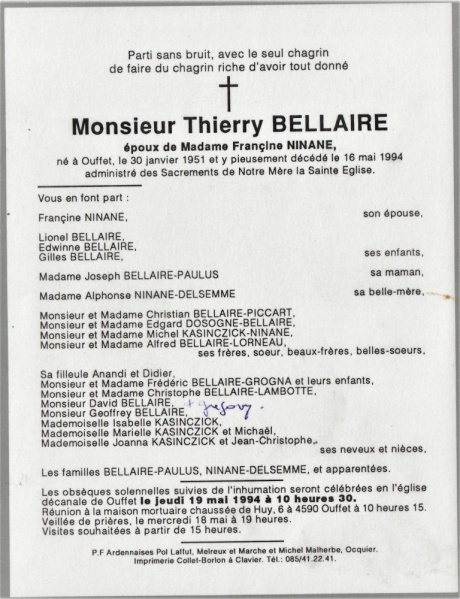 Parti sans bruit, avec le seul chagrin
de faire du chagrin riche d'avoir tout donné
Monsieur Thierry BELLAIRE
époux de Madame Françine NINANE,
né à Ouffet, le 30 janvier 1951 et y pieusement décédé le 16 mai 1994
administré des Sacrements de Notre Mère la Sainte Eglise.
Vous en font part :
Françine NINANE, son épouse,
Lionel BELLAIRE,
Edwinne BELLAIRE,
Gilles BELLAIRE, ses enfants,
Madame Joseph BELLAIRE-PAULUS sa maman,
Madame Alphonse NINANE-DELSEMME sa belle-mère,
Monsieur et Madame Christian BELLAIRE-PICCART,
Monsieur et Madame Edgard DOSOGNE-BELLAIRE,
Monsieur et Madame Michel KASINCZICK-NINANE,
Monsieur et Madame Alfred BELLAIRE-LORNEAU,
ses frères, soeur, beaux-frères, belles-soeurs,
Sa filleule Anandi et Didier,
Monsieur et Madame Frédéric BELLAIRE-GROGNA et leurs enfants,
Monsieur et Madame Christophe BELLAIRE-LAMBOTTE,
Monsieur David BELLAIRE, + gregory.
Monsieur Geoffrey BELLAIRE,
Mademoiselle Isabelle KASINCZICK,
Mademoiselle Marielle KASINCZICK et Michaël,
Mademoiselle Joanna KASINCZICK et Jean-Christophe,
ses neveux et nièces,
Les familles BELLAIRE-PAULUS, NINANE-DELSEMME, et apparentées.
Les obsèques solennelles suivies de l'inhumation seront célébrées en l'église
décanale de Ouffet le jeudi 19 mai 1994 à 10 heures 30.
Réunion à la maison mortuaire chaussée de Huy, 6 à 4590 Ouffet à 10 heures 15.
Veillée de prières, le mercredi 18 mai à 19 heures.
Visites souhaitées à partir de 15 heures.
P.F Ardennaises Pol Laffut, Melreux et Marche et Michel Malherbe, Ocquier.
Imprimerie Collet-Borlon à Clavier. Tél.: 085/41.22.41.